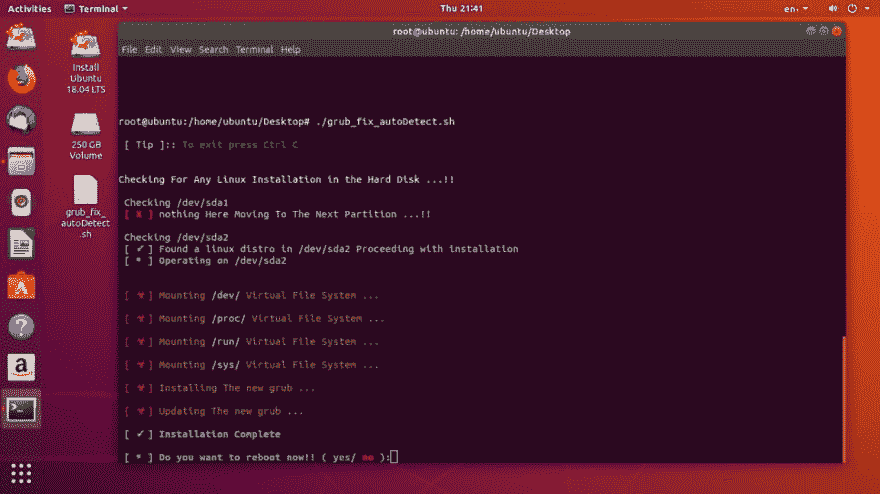 Activities Terminal Thu 21:41 en
root@ubuntu: /home/ubuntu/Desktop
File Edit View Search Terminal Help
Install
Ubuntu
18.04 LTS
250 GB
Volume
grub_fix_
autoDetect
.sh
root@ubuntu:/home/ubuntu/Desktop# ./grub_fix_autoDetect.sh
[ Tip ]:: To exit press Ctrl C
Checking For Any Linux Installation in the Hard Disk ...!!
Checking /dev/sda1
[ X ] nothing Here Moving To The Next Partition ...!!
Checking /dev/sda2
[ ✔ ] Found a linux distro in /dev/sda2 Proceeding with installation
[ * ] Operating on /dev/sda2
[ ☣ ] Mounting /dev/ Virtual File System ...
[ ☣ ] Mounting /proc/ Virtual File System ...
[ ☣ ] Mounting /run/ Virtual File System ...
[ ☣ ] Mounting /sys/ Virtual File System ...
[ ☣ ] Installing The new grub ...
[ ☣ ] Updating The new grub ...
[ ✔ ] Installation Complete
[ * ] Do you want to reboot now!! ( yes/ no ):